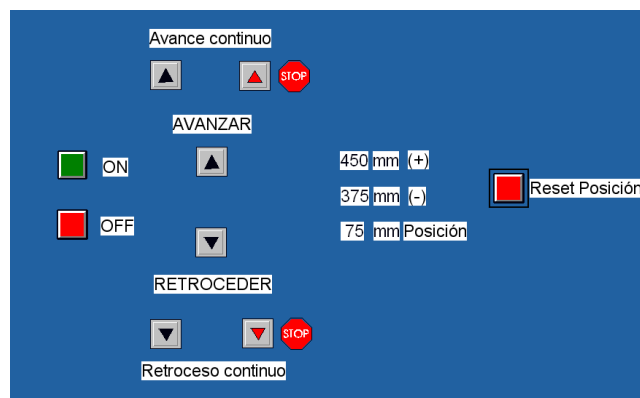 Avance continuo
STOP
AVANZAR
ON
450 mm (+)
375 mm (-)
Reset Posición
OFF
75 mm Posición
RETROCEDER
STOP
Retroceso continuo